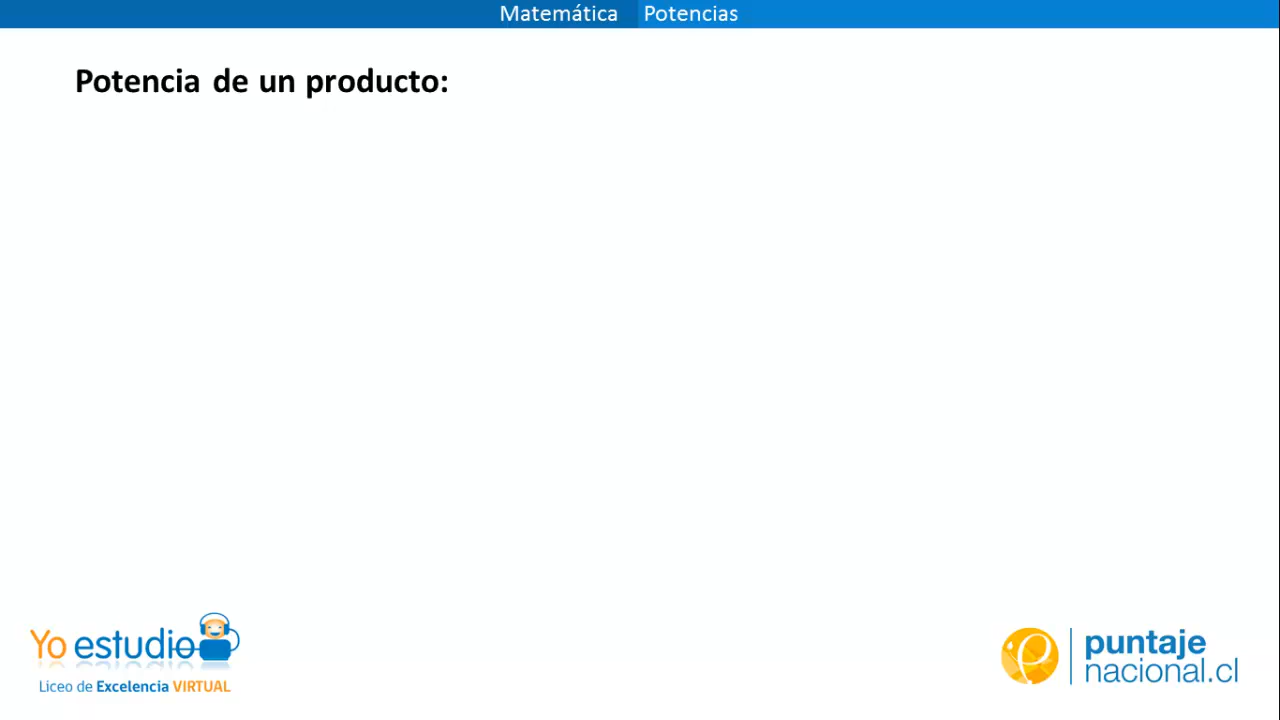 Matemática Potencias
Potencia de un producto:
Yo estudio
Liceo de Excelencia VIRTUAL
puntaje
nacional.cl